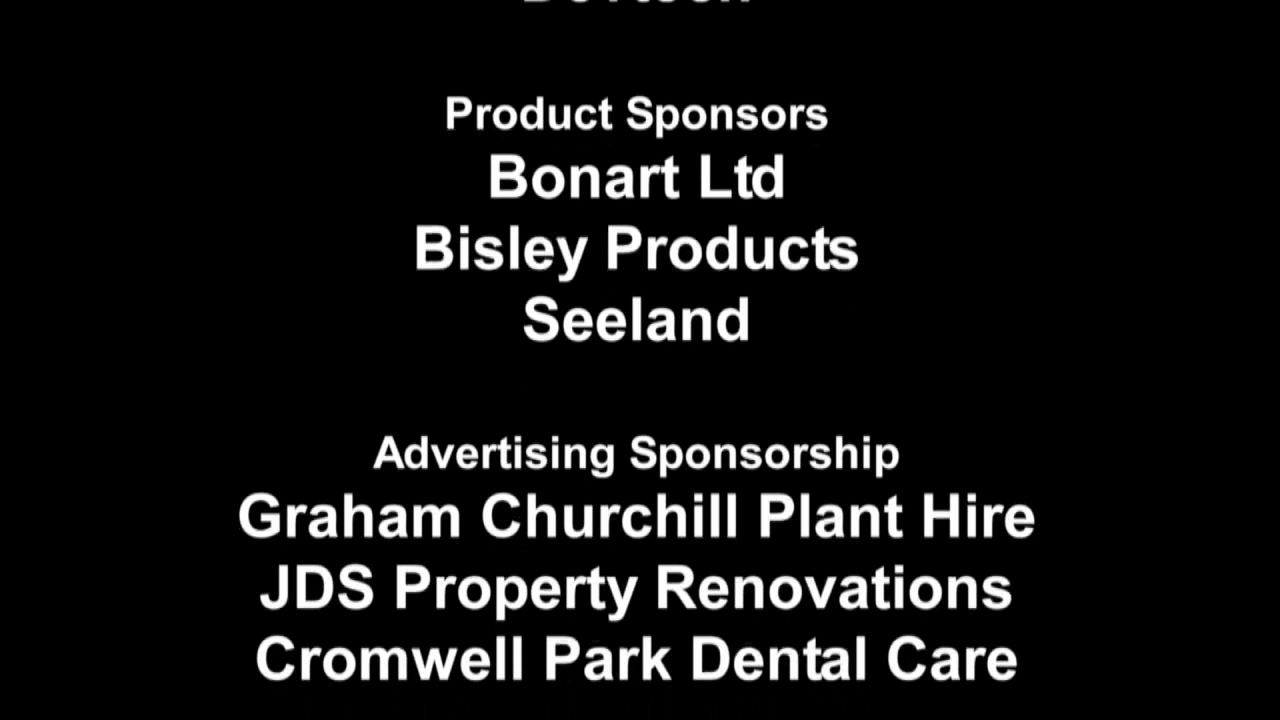 Product Sponsors
Bonart Ltd
Bisley Products
Seeland
Advertising Sponsorship
Graham Churchill Plant Hire
JDS Property Renovations
Cromwell Park Dental Care